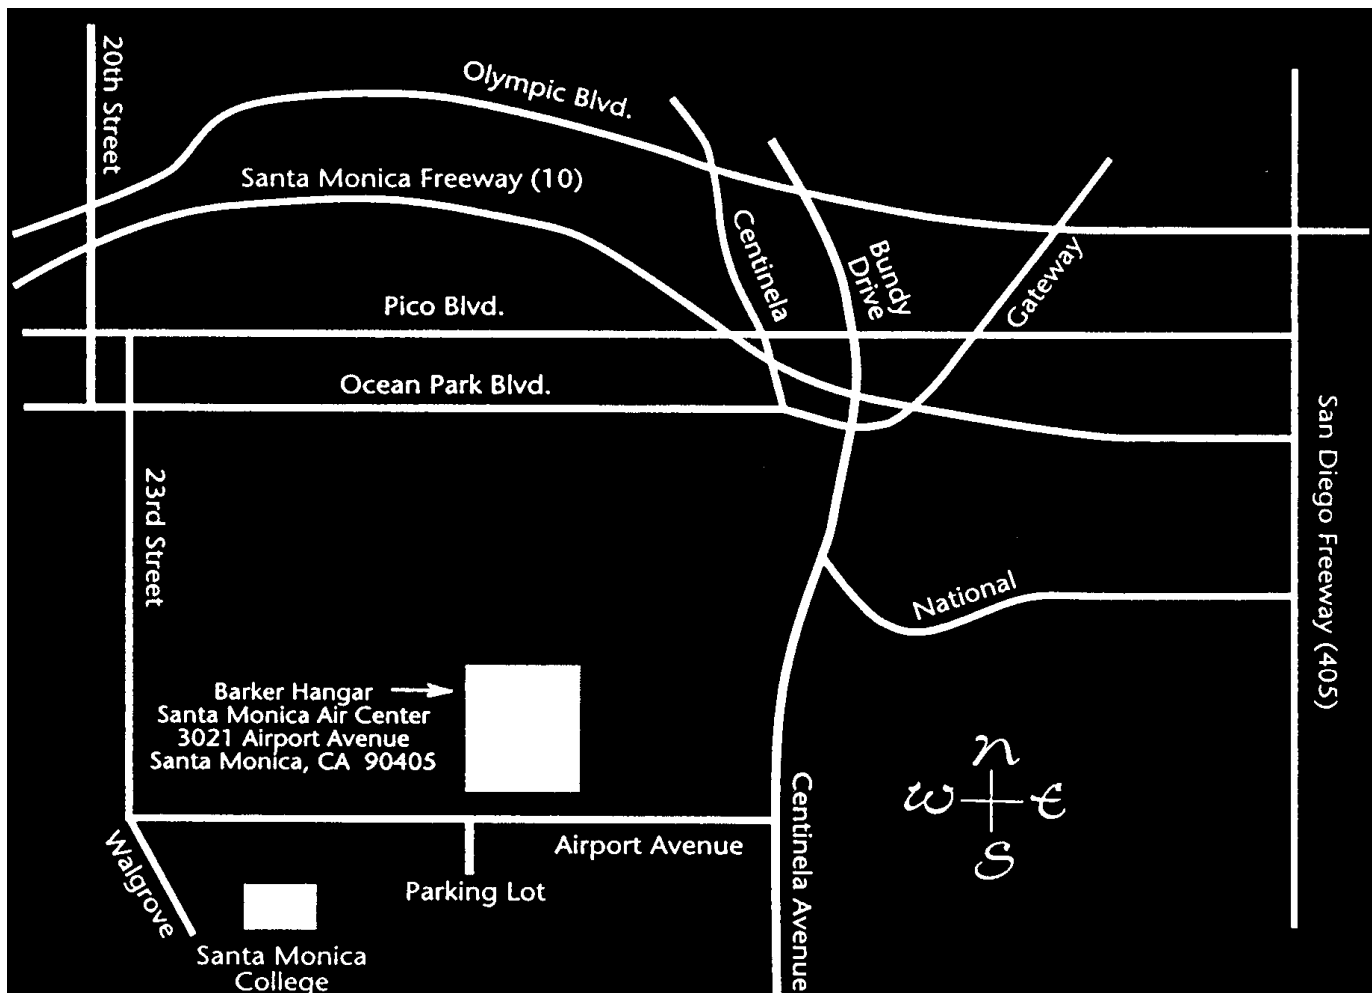 20th Street
Olympic Blvd.
Santa Monica Freeway (10)
Centinela
Bundy
Drive
Gateway
Pico Blvd.
Ocean Park Blvd.
San Diego Freeway (405)
23rd Street
National
Barker Hangar
Santa Monica Air Center
3021 Airport Avenue
Santa Monica, CA 90405
n
w e
s
Centinela Avenue
Airport Avenue
Walgrove
Parking Lot
Santa Monica
College